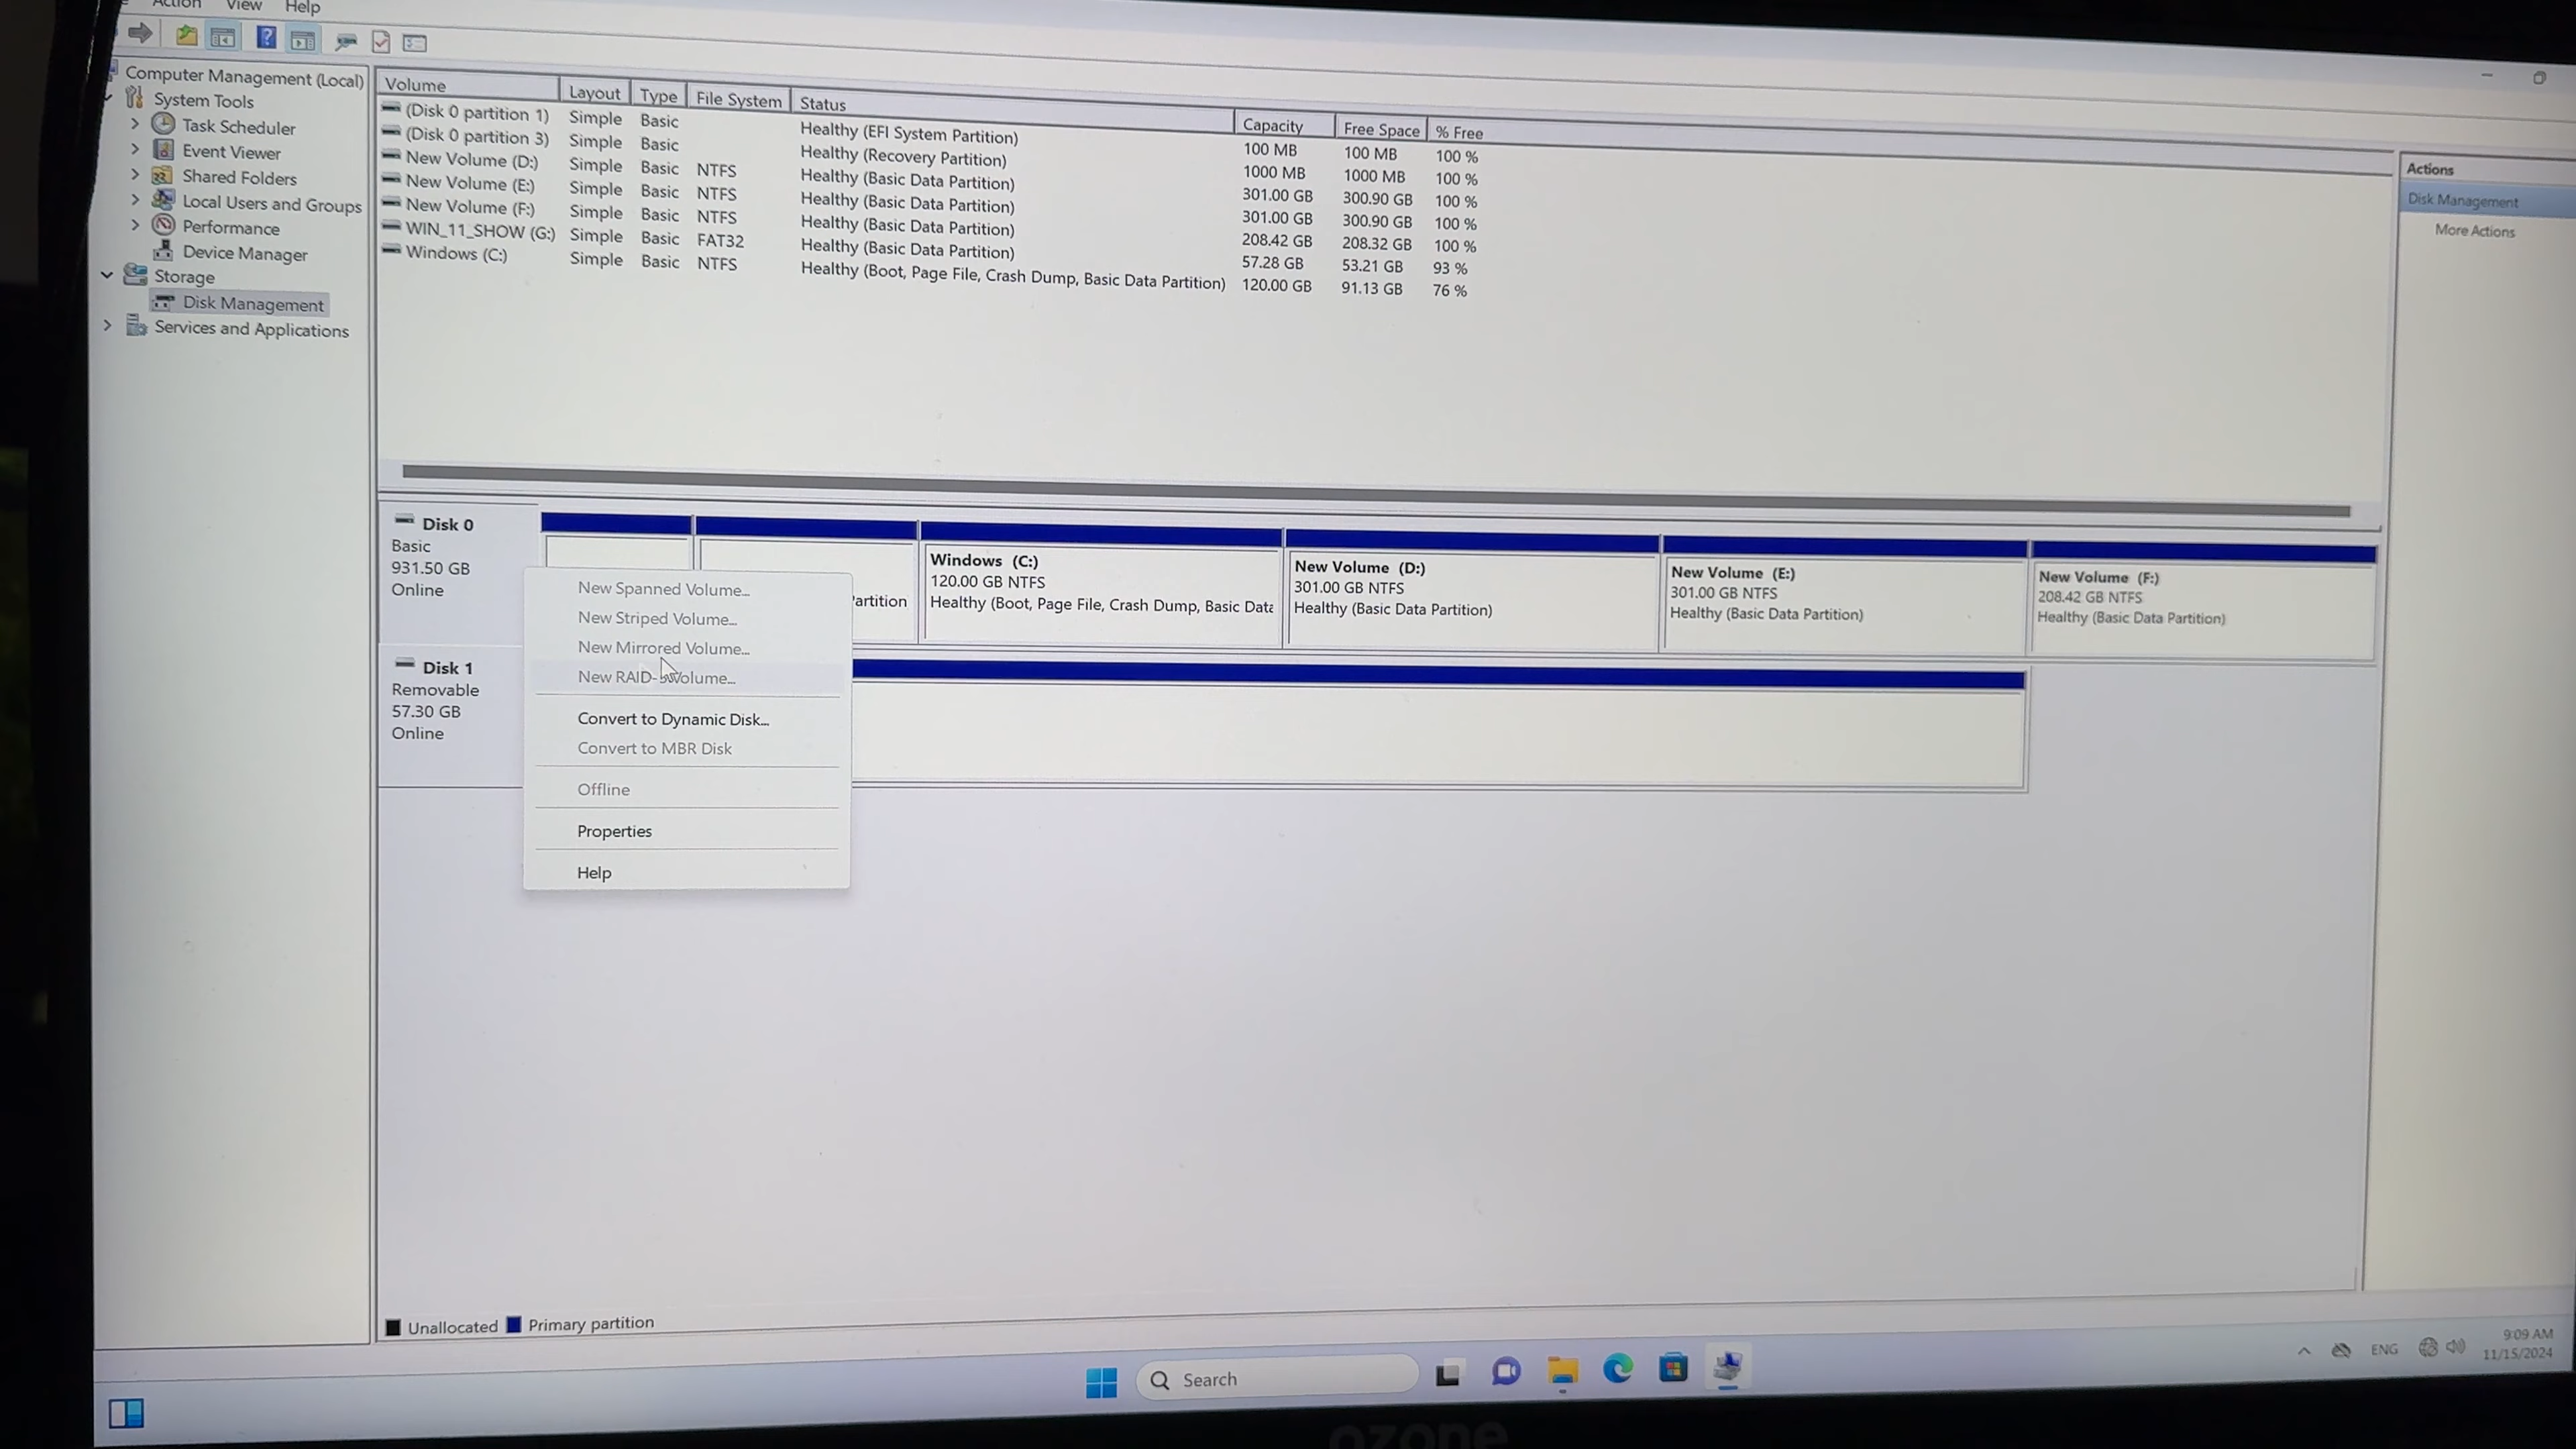 Action View Help
Computer Management (Local)
System Tools
Task Scheduler
Event Viewer
Shared Folders
Local Users and Groups
Performance
Device Manager
Storage
Disk Management
Services and Applications
Volume Layout Type File System Status Capacity Free Space % Free
(Disk 0 partition 1) Simple Basic Healthy (EFI System Partition) 100 MB 100 MB 100 %
(Disk 0 partition 3) Simple Basic Healthy (Recovery Partition) 1000 MB 1000 MB 100 %
New Volume (D:) Simple Basic NTFS Healthy (Basic Data Partition) 301.00 GB 300.90 GB 100 %
New Volume (E:) Simple Basic NTFS Healthy (Basic Data Partition) 301.00 GB 300.90 GB 100 %
New Volume (F:) Simple Basic NTFS Healthy (Basic Data Partition) 208.42 GB 208.32 GB 100 %
WIN_11_SHOW (G:) Simple Basic FAT32 Healthy (Basic Data Partition) 57.28 GB 53.21 GB 93 %
Windows (C:) Simple Basic NTFS Healthy (Boot, Page File, Crash Dump, Basic Data Partition) 120.00 GB 91.13 GB 76 %
Actions
Disk Management
More Actions
Disk 0
Basic
931.50 GB
Online
artition
Windows (C:)
120.00 GB NTFS
Healthy (Boot, Page File, Crash Dump, Basic Data
New Volume (D:)
301.00 GB NTFS
Healthy (Basic Data Partition)
New Volume (E:)
301.00 GB NTFS
Healthy (Basic Data Partition)
New Volume (F:)
208.42 GB NTFS
Healthy (Basic Data Partition)
Disk 1
Removable
57.30 GB
Online
New Spanned Volume...
New Striped Volume...
New Mirrored Volume...
New RAID- Volume...
Convert to Dynamic Disk...
Convert to MBR Disk
Offline
Properties
Help
Unallocated Primary partition
Search
ENG
9:09 AM
11/15/2024
ozone